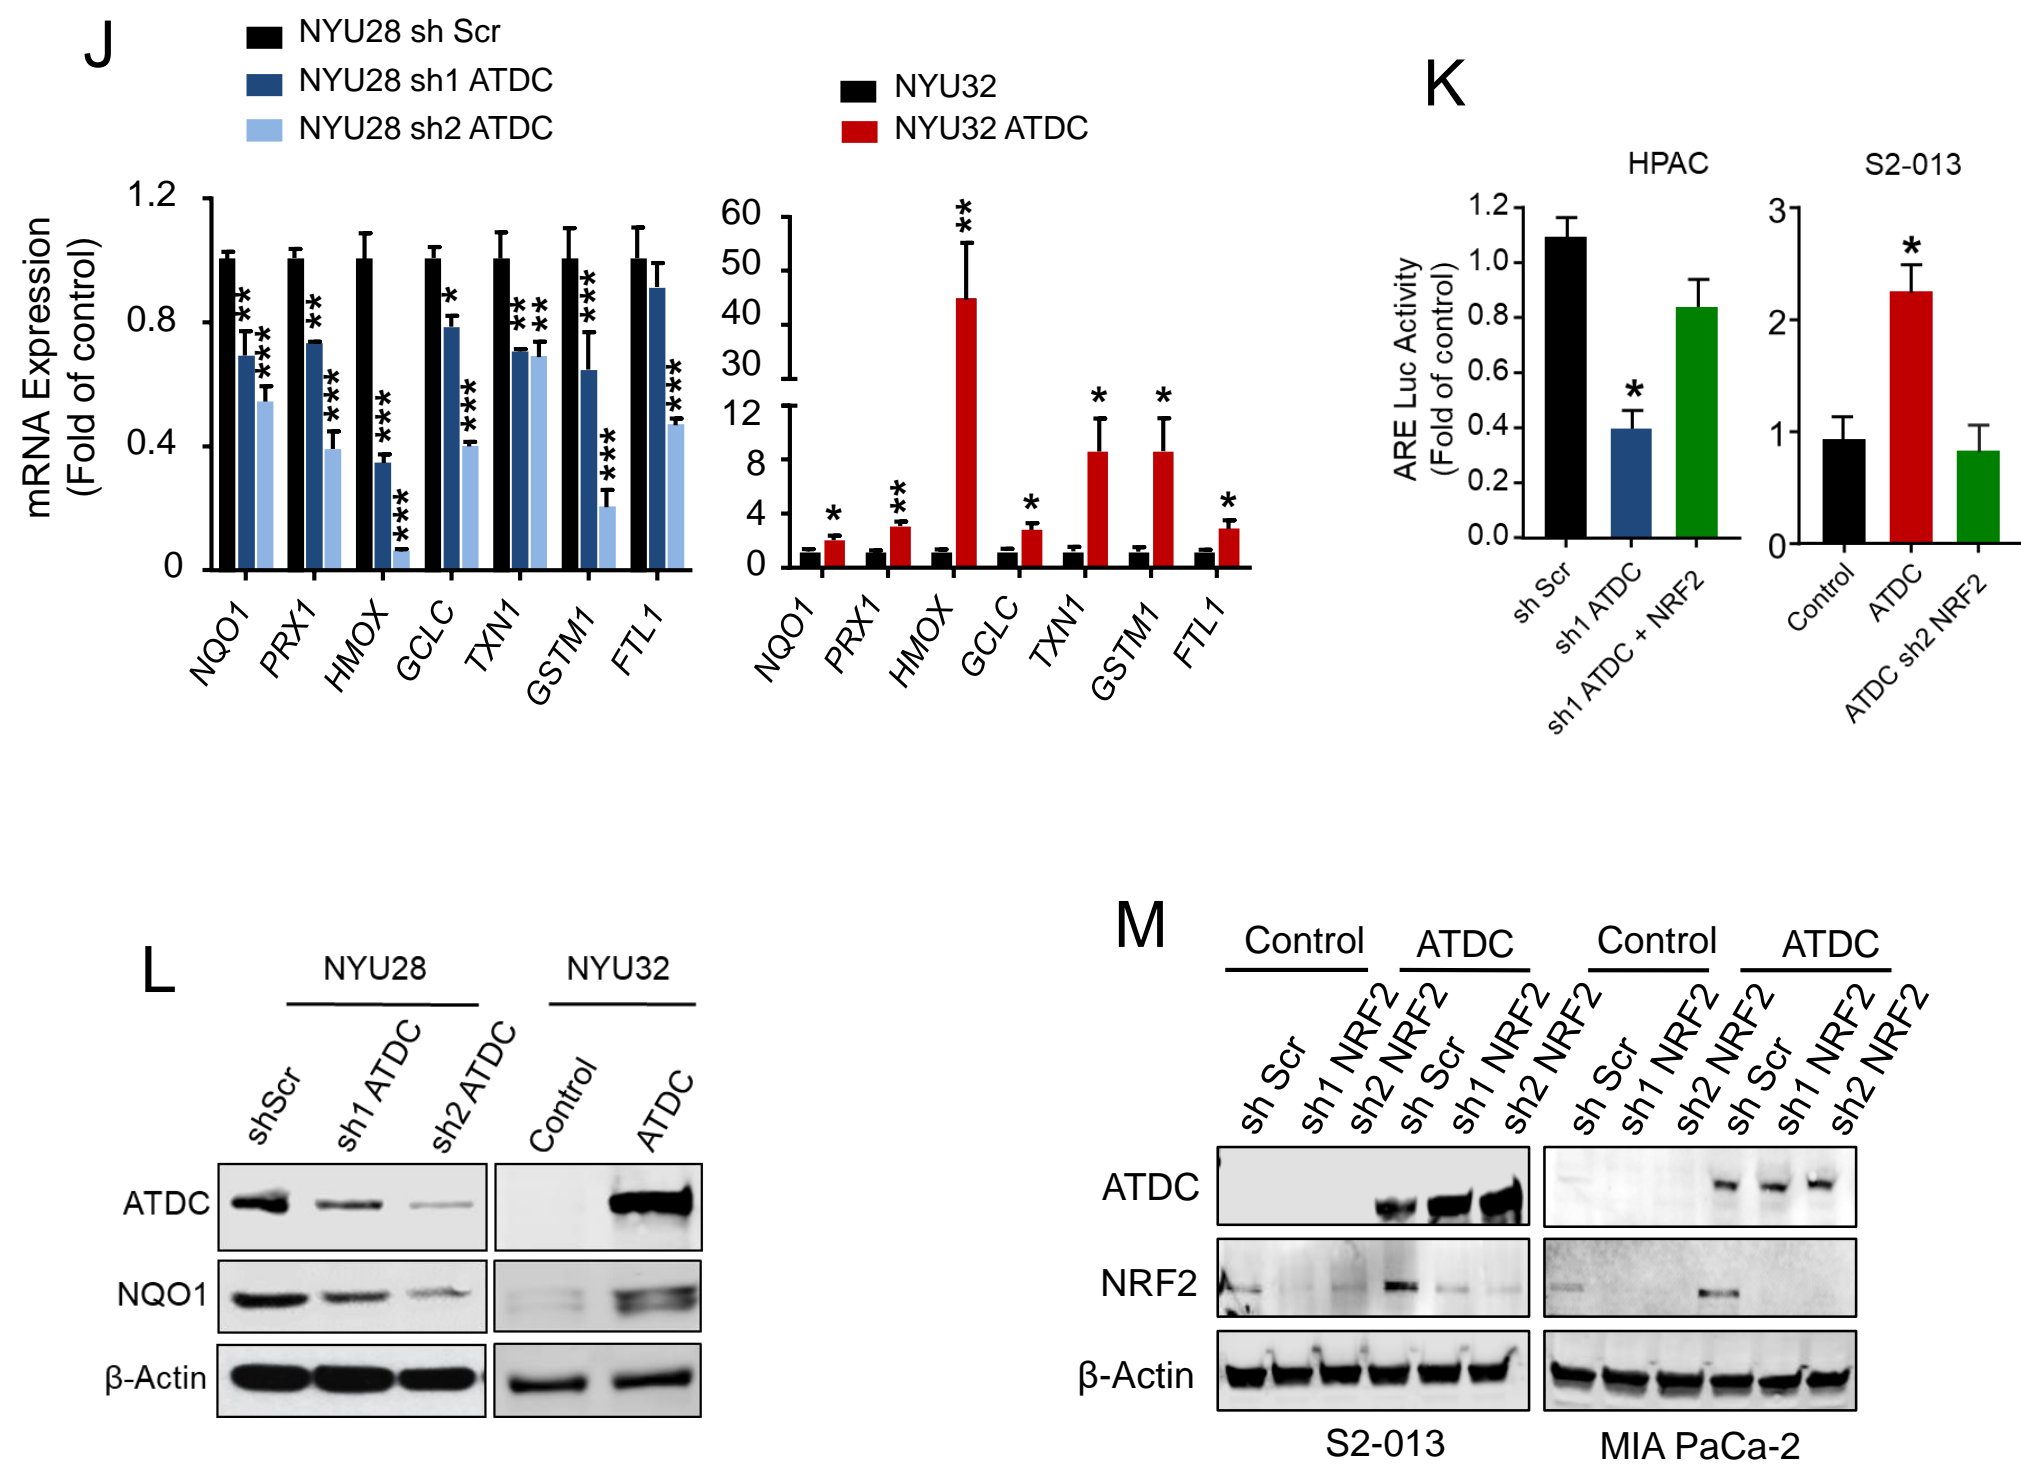 J
NYU28 sh Scr
NYU28 sh1 ATDC
NYU28 sh2 ATDC
NYU32
NYU32 ATDC
mRNA Expression
(Fold of control)
1.2
0.8
0.4
0
** *** ** *** *** *** * *** ** ** *** *** ***
NQO1 PRX1 HMOX GCLC TXN1 GSTM1 FTL1
60
50
40
30
12
8
4
0
* ** ** * * * *
NQO1 PRX1 HMOX GCLC TXN1 GSTM1 FTL1
K
HPAC
S2-013
ARE Luc Activity
(Fold of control)
1.2
1.0
0.8
0.6
0.4
0.2
0.0
*
sh Scr
sh1 ATDC
sh1 ATDC + NRF2
3
2
1
0
*
Control
ATDC
ATDC sh2 NRF2
L
NYU28 NYU32
shScr sh1 ATDC sh2 ATDC Control ATDC
ATDC
NQO1
β-Actin
M
Control ATDC Control ATDC
sh Scr sh1 NRF2 sh2 NRF2 sh Scr sh1 NRF2 sh2 NRF2 sh Scr sh1 NRF2 sh2 NRF2 sh Scr sh1 NRF2 sh2 NRF2
ATDC
NRF2
β-Actin
S2-013 MIA PaCa-2